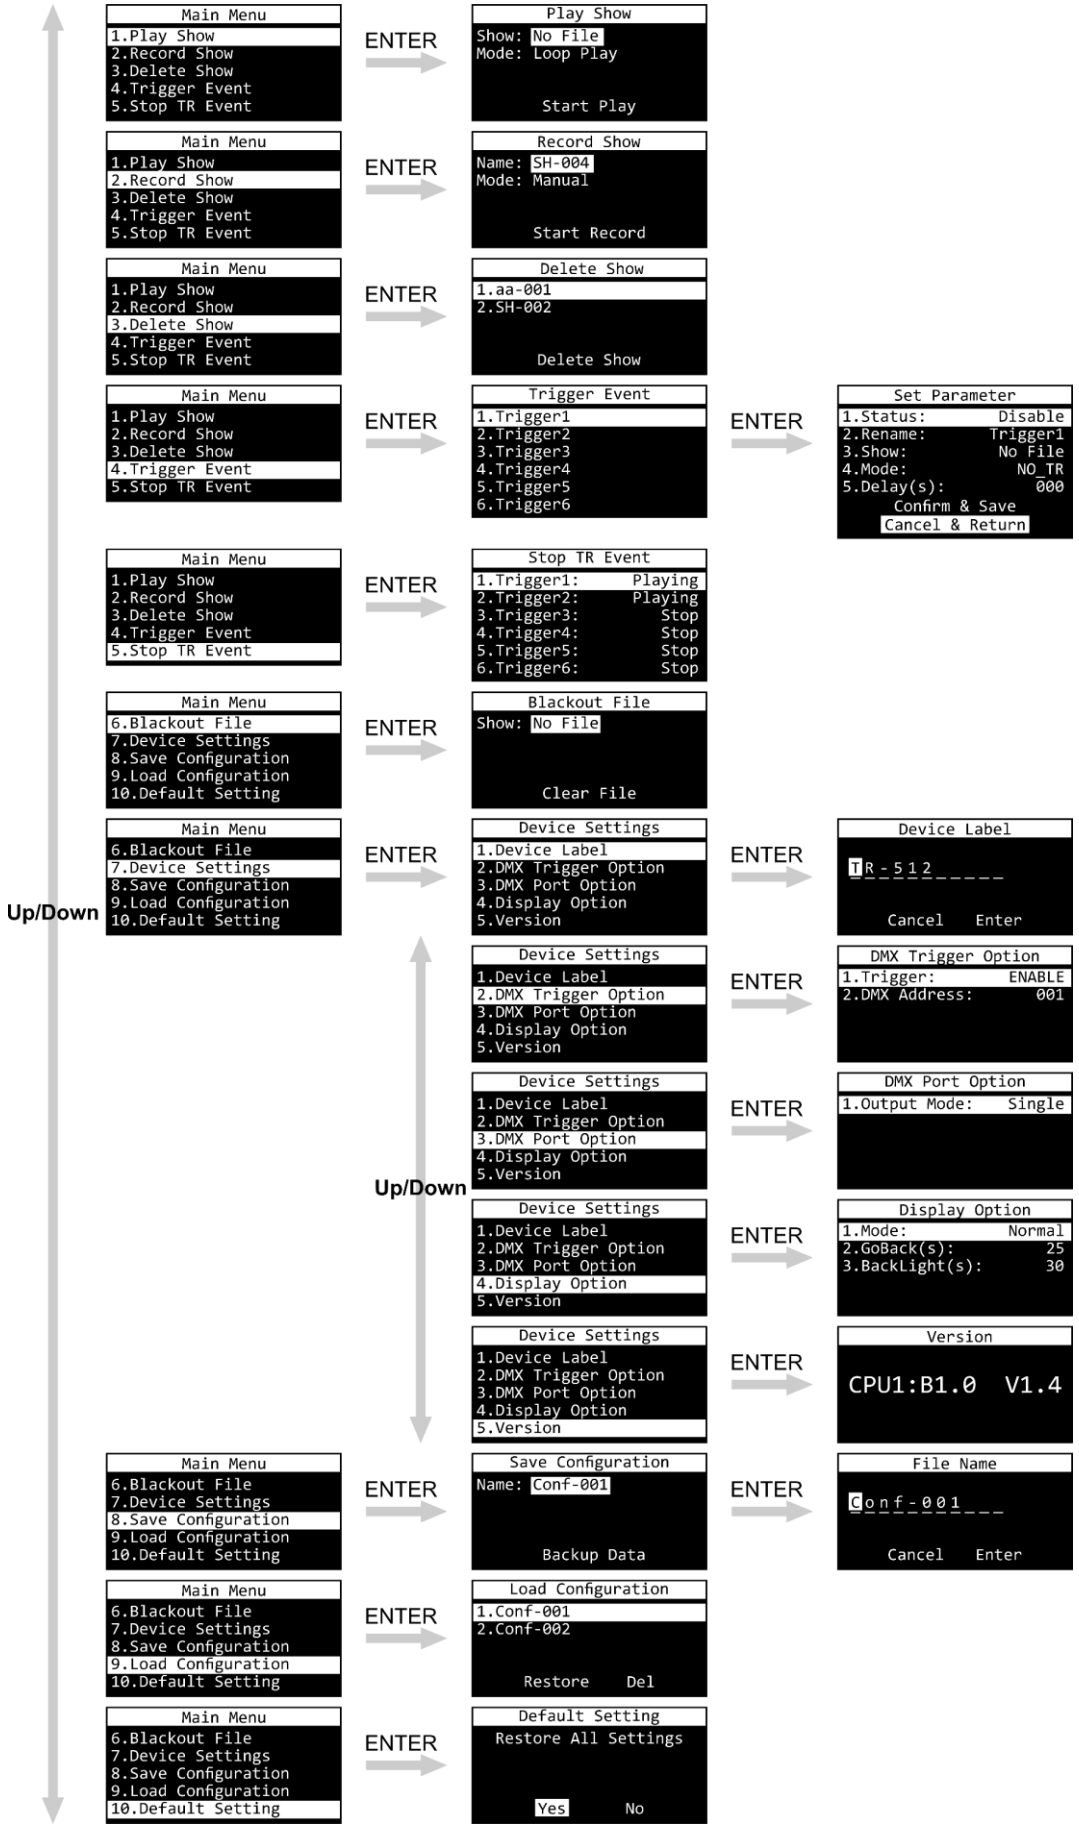 Main Menu
1.Play Show
2.Record Show
3.Delete Show
4.Trigger Event
5.Stop TR Event
ENTER
Play Show
Show: No File
Mode: Loop Play
Start Play
Main Menu
1.Play Show
2.Record Show
3.Delete Show
4.Trigger Event
5.Stop TR Event
ENTER
Record Show
Name: SH-004
Mode: Manual
Start Record
Main Menu
1.Play Show
2.Record Show
3.Delete Show
4.Trigger Event
5.Stop TR Event
ENTER
Delete Show
1.aa-001
2.SH-002
Delete Show
Main Menu
1.Play Show
2.Record Show
3.Delete Show
4.Trigger Event
5.Stop TR Event
ENTER
Trigger Event
1.Trigger1
2.Trigger2
3.Trigger3
4.Trigger4
5.Trigger5
6.Trigger6
ENTER
Set Parameter
1.Status: Disable
2.Rename: Trigger1
3.Show: No File
4.Mode: NO_TR
5.Delay(s): 000
Confirm & Save
Cancel & Return
Main Menu
1.Play Show
2.Record Show
3.Delete Show
4.Trigger Event
5.Stop TR Event
ENTER
Stop TR Event
1.Trigger1: Playing
2.Trigger2: Playing
3.Trigger3: Stop
4.Trigger4: Stop
5.Trigger5: Stop
6.Trigger6: Stop
Main Menu
6.Blackout File
7.Device Settings
8.Save Configuration
9.Load Configuration
10.Default Setting
ENTER
Blackout File
Show: No File
Clear File
Main Menu
6.Blackout File
7.Device Settings
8.Save Configuration
9.Load Configuration
10.Default Setting
Up/Down
ENTER
Device Settings
1.Device Label
2.DMX Trigger Option
3.DMX Port Option
4.Display Option
5.Version
ENTER
Device Label
TR-512
Cancel Enter
Device Settings
1.Device Label
2.DMX Trigger Option
3.DMX Port Option
4.Display Option
5.Version
ENTER
DMX Trigger Option
1.Trigger: ENABLE
2.DMX Address: 001
Device Settings
1.Device Label
2.DMX Trigger Option
3.DMX Port Option
4.Display Option
5.Version
ENTER
DMX Port Option
1.Output Mode: Single
Up/Down
Device Settings
1.Device Label
2.DMX Trigger Option
3.DMX Port Option
4.Display Option
5.Version
ENTER
Display Option
1.Mode: Normal
2.GoBack(s): 25
3.BackLight(s): 30
Device Settings
1.Device Label
2.DMX Trigger Option
3.DMX Port Option
4.Display Option
5.Version
ENTER
Version
CPU1:B1.0 V1.4
Main Menu
6.Blackout File
7.Device Settings
8.Save Configuration
9.Load Configuration
10.Default Setting
ENTER
Save Configuration
Name: Conf-001
Backup Data
ENTER
File Name
Conf-001
Cancel Enter
Main Menu
6.Blackout File
7.Device Settings
8.Save Configuration
9.Load Configuration
10.Default Setting
ENTER
Load Configuration
1.Conf-001
2.Conf-002
Restore Del
Main Menu
6.Blackout File
7.Device Settings
8.Save Configuration
9.Load Configuration
10.Default Setting
ENTER
Default Setting
Restore All Settings
Yes No